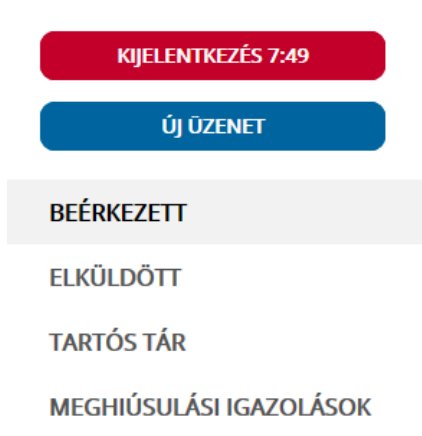 KIJELENTKEZÉS 7:49
ÚJ ÜZENET
BEÉRKEZETT
ELKÜLDÖTT
TARTÓS TÁR
MEGHIÚSULÁSI IGAZOLÁSOK